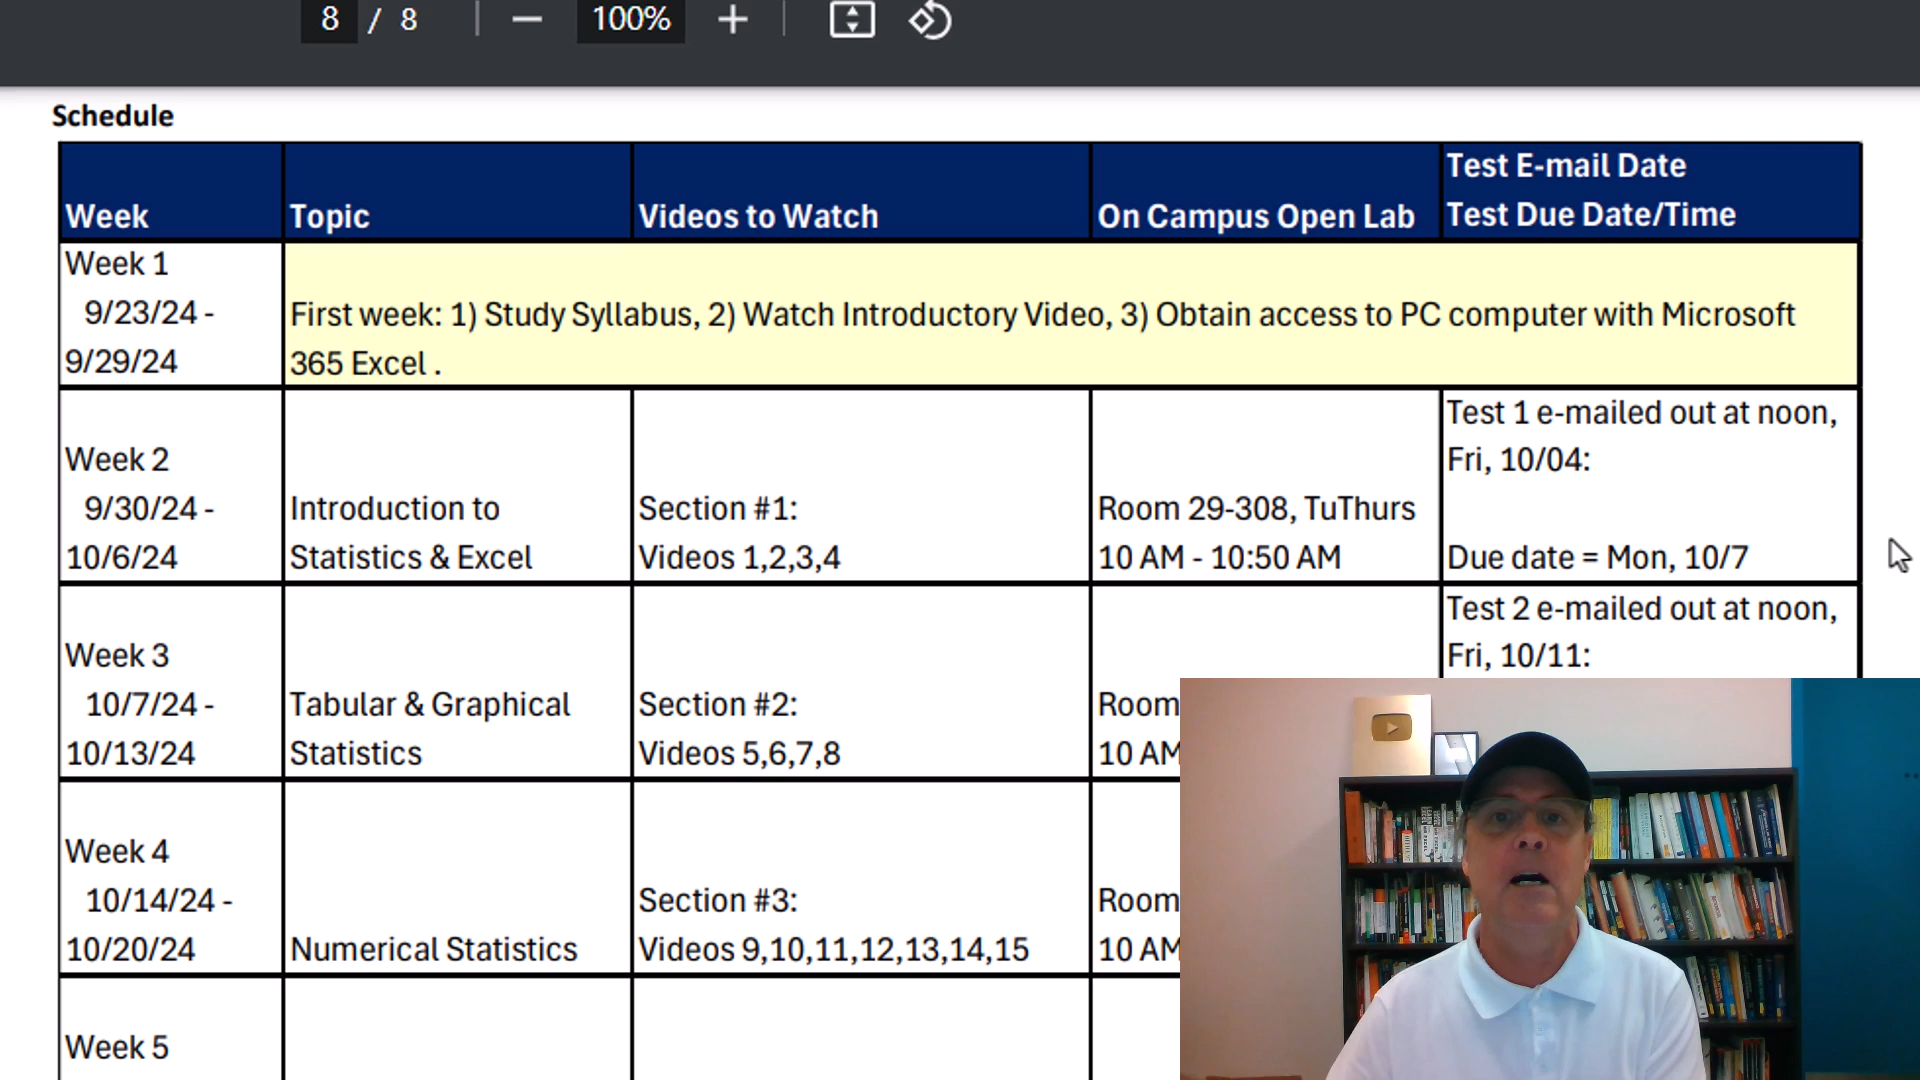 8 / 8
100%
Schedule
Week
Topic
Videos to Watch
On Campus Open Lab
Test E-mail Date
Test Due Date/Time
Week 1
9/23/24 -
9/29/24
First week: 1) Study Syllabus, 2) Watch Introductory Video, 3) Obtain access to PC computer with Microsoft
365 Excel .
Week 2
9/30/24 -
10/6/24
Introduction to
Statistics & Excel
Section #1:
Videos 1,2,3,4
Room 29-308, TuThurs
10 AM - 10:50 AM
Test 1 e-mailed out at noon,
Fri, 10/04:
Due date = Mon, 10/7
Week 3
10/7/24 -
10/13/24
Tabular & Graphical
Statistics
Section #2:
Videos 5,6,7,8
Room
10 AM
Test 2 e-mailed out at noon,
Fri, 10/11:
Week 4
10/14/24 -
10/20/24
Numerical Statistics
Section #3:
Videos 9,10,11,12,13,14,15
Room
10 AM
Week 5